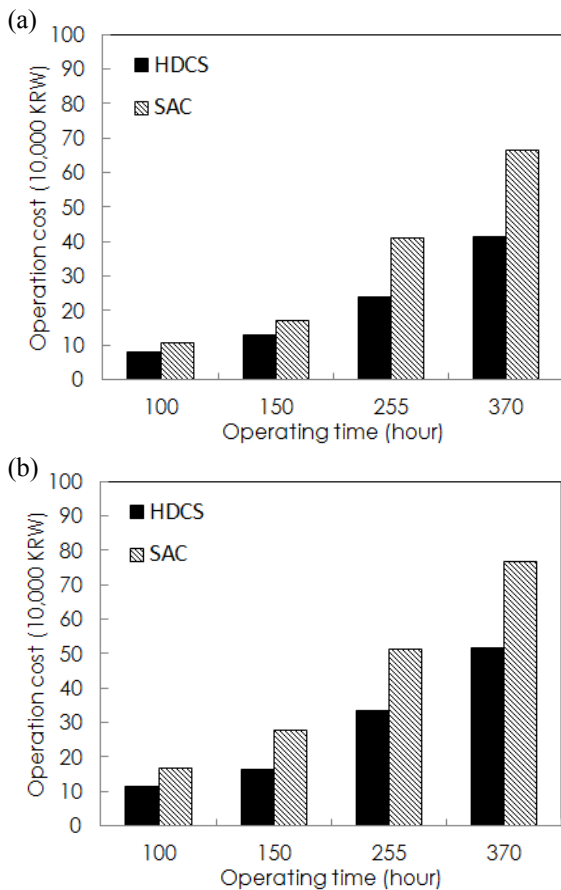 (a)
100
90
80
70
60
50
40
30
20
10
0
Operation cost (10,000 KRW)
HDCS
SAC
100 150 255 370
Operating time (hour)
(b)
100
90
80
70
60
50
40
30
20
10
0
Operation cost (10,000 KRW)
HDCS
SAC
100 150 255 370
Operating time (hour)